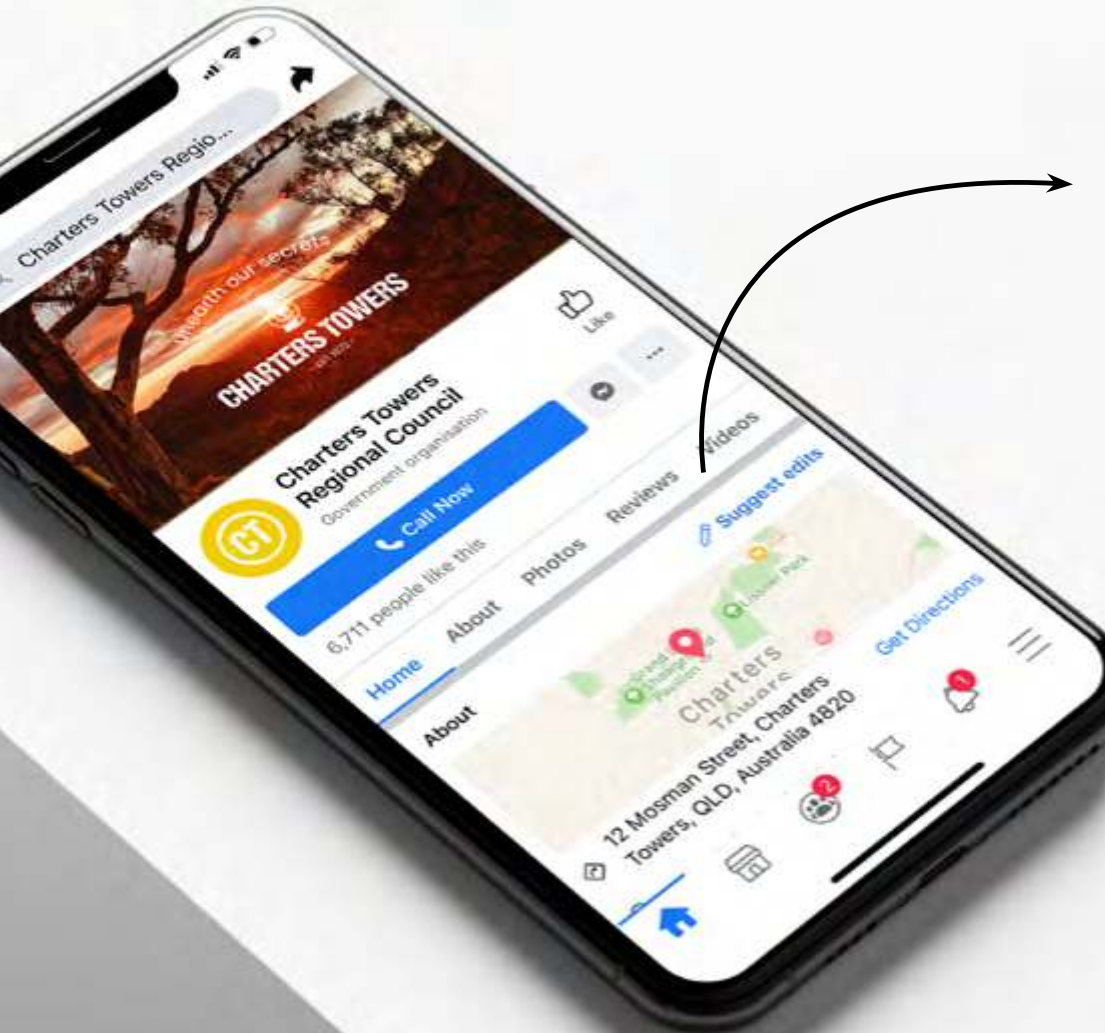 Charters Towers Regio...
unearth our secrets
CHARTERS TOWERS
Charters Towers
Regional Council
Government organisation
Like
Call Now
...
6,711 people like this
Home About Photos Reviews Videos
About
Suggest edits
Lissner Park
Charters
Towers
12 Mosman Street, Charters
Towers, QLD, Australia 4820
Get Directions
2
1
CT